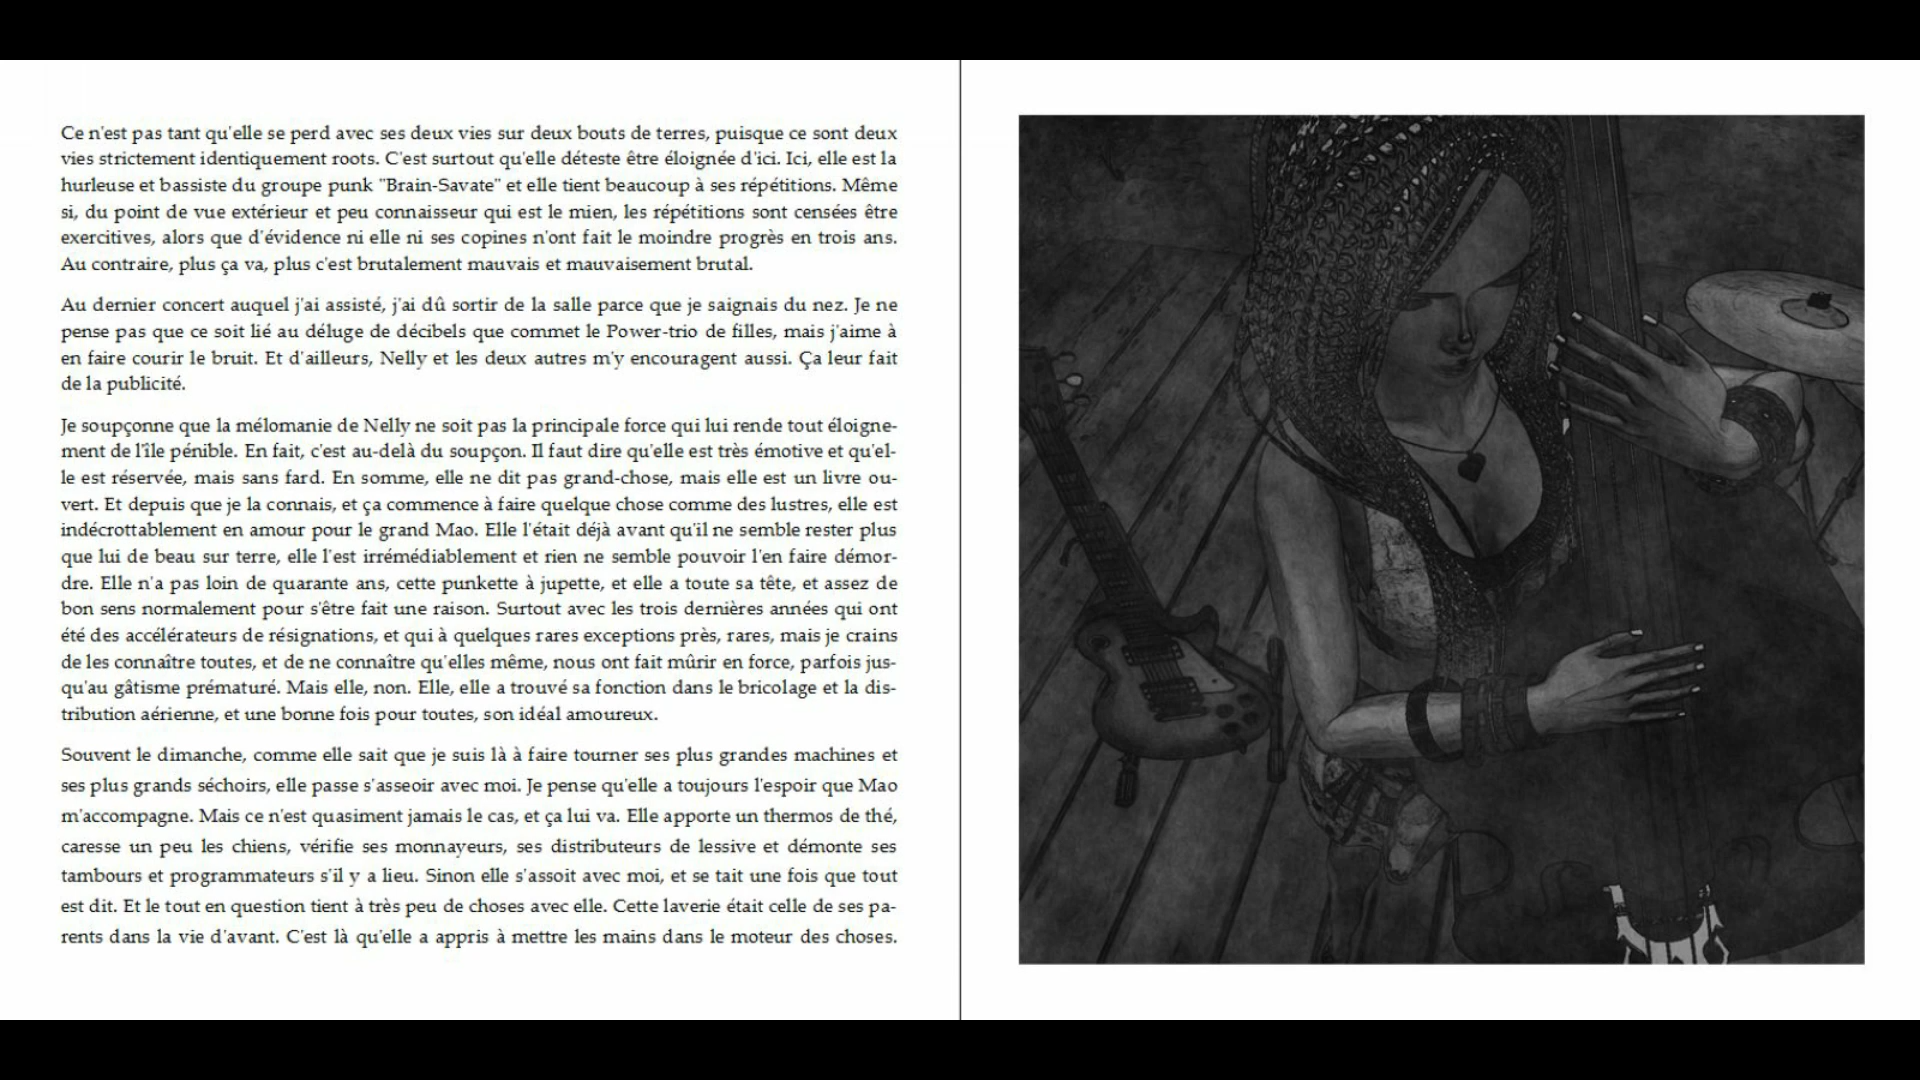 Ce n'est pas tant qu'elle se perd avec ses deux vies sur deux bouts de terres, puisque ce sont deux
vies strictement identiquement roots. C'est surtout qu'elle déteste être éloignée d'ici. Ici, elle est la
hurleuse et bassiste du groupe punk "Brain-Savate" et elle tient beaucoup à ses répétitions. Même
si, du point de vue extérieur et peu connaisseur qui est le mien, les répétitions sont censées être
exercitives, alors que d'évidence ni elle ni ses copines n'ont fait le moindre progrès en trois ans.
Au contraire, plus ça va, plus c'est brutalement mauvais et mauvaisement brutal.
Au dernier concert auquel j'ai assisté, j'ai dû sortir de la salle parce que je saignais du nez. Je ne
pense pas que ce soit lié au déluge de décibels que commet le Power-trio de filles, mais j'aime à
en faire courir le bruit. Et d'ailleurs, Nelly et les deux autres m'y encouragent aussi. Ça leur fait
de la publicité.
Je soupçonne que la mélomanie de Nelly ne soit pas la principale force qui lui rende tout éloigne-
ment de l'île pénible. En fait, c'est au-delà du soupçon. Il faut dire qu'elle est très émotive et qu'el-
le est réservée, mais sans fard. En somme, elle ne dit pas grand-chose, mais elle est un livre ou-
vert. Et depuis que je la connais, et ça commence à faire quelque chose comme des lustres, elle est
indécrottablement en amour pour le grand Mao. Elle l'était déjà avant qu'il ne semble rester plus
que lui de beau sur terre, elle l'est irrémédiablement et rien ne semble pouvoir l'en faire démor-
dre. Elle n'a pas loin de quarante ans, cette punkette à jupette, et elle a toute sa tête, et assez de
bon sens normalement pour s'être fait une raison. Surtout avec les trois dernières années qui ont
été des accélérateurs de résignations, et qui à quelques rares exceptions près, rares, mais je crains
de les connaître toutes, et de ne connaître qu'elles même, nous ont fait mûrir en force, parfois jus-
qu'au gâtisme prématuré. Mais elle, non. Elle, elle a trouvé sa fonction dans le bricolage et la dis-
tribution aérienne, et une bonne fois pour toutes, son idéal amoureux.
Souvent le dimanche, comme elle sait que je suis là à faire tourner ses plus grandes machines et
ses plus grands séchoirs, elle passe s'asseoir avec moi. Je pense qu'elle a toujours l'espoir que Mao
m'accompagne. Mais ce n'est quasiment jamais le cas, et ça lui va. Elle apporte un thermos de thé,
caresse un peu les chiens, vérifie ses monnayeurs, ses distributeurs de lessive et démonte ses
tambours et programmateurs s'il y a lieu. Sinon elle s'assoit avec moi, et se tait une fois que tout
est dit. Et le tout en question tient à très peu de choses avec elle. Cette laverie était celle de ses pa-
rents dans la vie d'avant. C'est là qu'elle a appris à mettre les mains dans le moteur des choses.